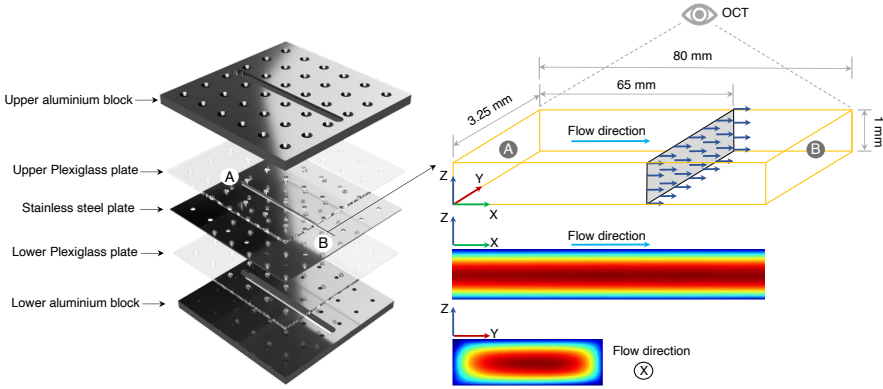 OCT
80 mm
65 mm
3.25 mm
1 mm
Upper aluminium block
Flow direction
A
B
Upper Plexiglass plate
A
Z
Y
X
Stainless steel plate
B
Lower Plexiglass plate
Z
X
Flow direction
Lower aluminium block
Z
Y
Flow direction
X